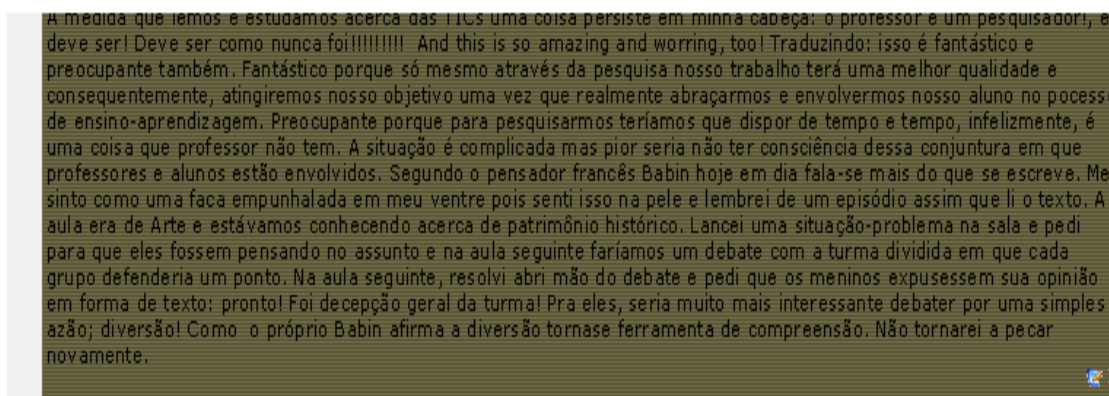 A medida que lemos e estudamos acerca das TICs uma coisa persiste em minha cabeça: o professor é um pesquisador!, e
deve ser! Deve ser como nunca foi!!!!!!!!! And this is so amazing and worring, too! Traduzindo: isso é fantástico e
preocupante também. Fantástico porque só mesmo através da pesquisa nosso trabalho terá uma melhor qualidade e
consequentemente, atingiremos nosso objetivo uma vez que realmente abraçarmos e envolvermos nosso aluno no pocesso
de ensino-aprendizagem. Preocupante porque para pesquisarmos teríamos que dispor de tempo e tempo, infelizmente, é
uma coisa que professor não tem. A situação é complicada mas pior seria não ter consciência dessa conjuntura em que
professores e alunos estão envolvidos. Segundo o pensador francês Babin hoje em dia fala-se mais do que se escreve. Me
sinto como uma faca empunhalada em meu ventre pois senti isso na pele e lembrei de um episódio assim que li o texto. A
aula era de Arte e estávamos conhecendo acerca de patrimônio histórico. Lancei uma situação-problema na sala e pedi
para que eles fossem pensando no assunto e na aula seguinte faríamos um debate com a turma dividida em que cada
grupo defenderia um ponto. Na aula seguinte, resolvi abri mão do debate e pedi que os meninos expusessem sua opinião
em forma de texto: pronto! Foi decepção geral da turma! Pra eles, seria muito mais interessante debater por uma simples
azão; diversão! Como o próprio Babin afirma a diversão tornase ferramenta de compreensão. Não tornarei a pecar
novamente.